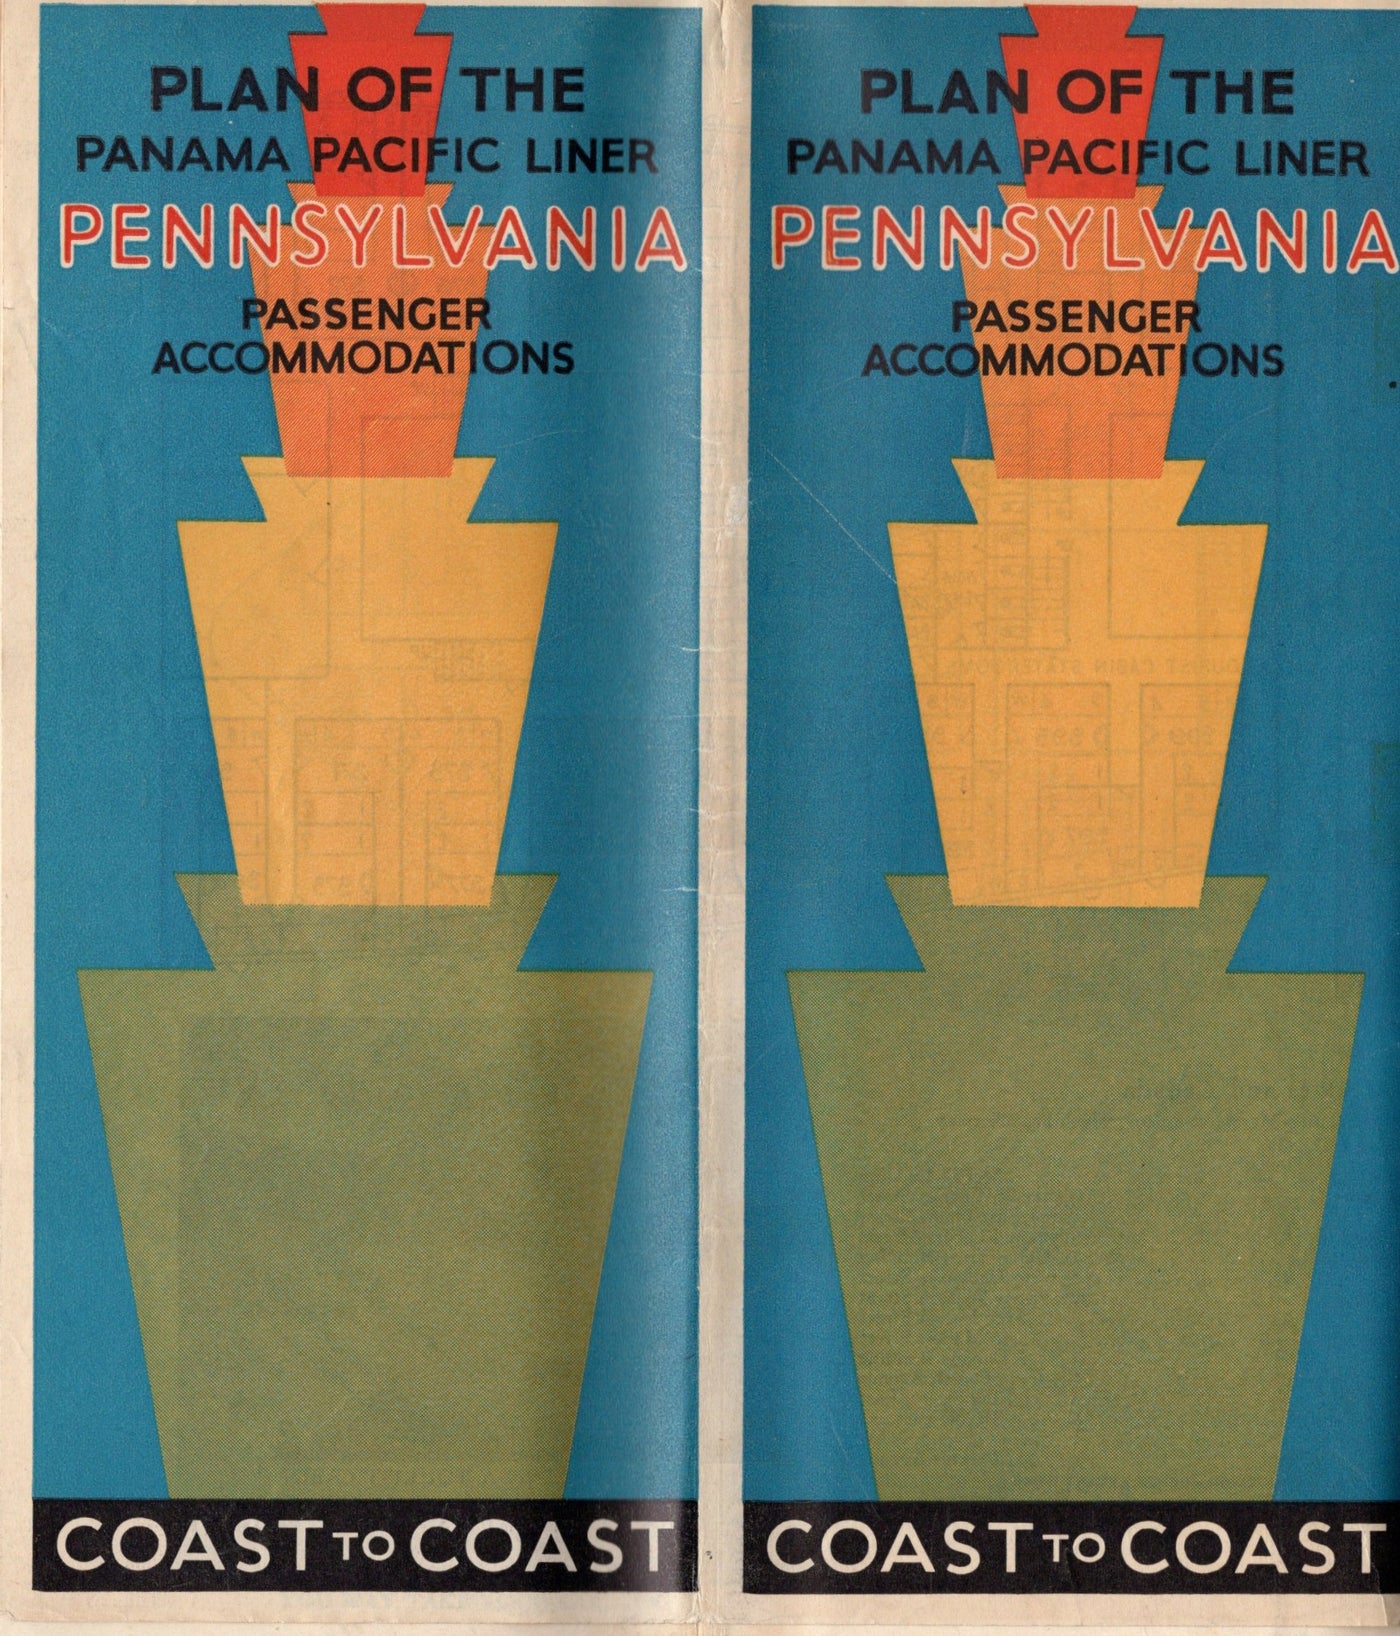 PLAN OF THE
PANAMA PACIFIC LINER
PENNSYLVANIA
PASSENGER
ACCOMMODATIONS
COAST TO COAST
PLAN OF THE
PANAMA PACIFIC LINER
PENNSYLVANIA
PASSENGER
ACCOMMODATIONS
COAST TO COAST